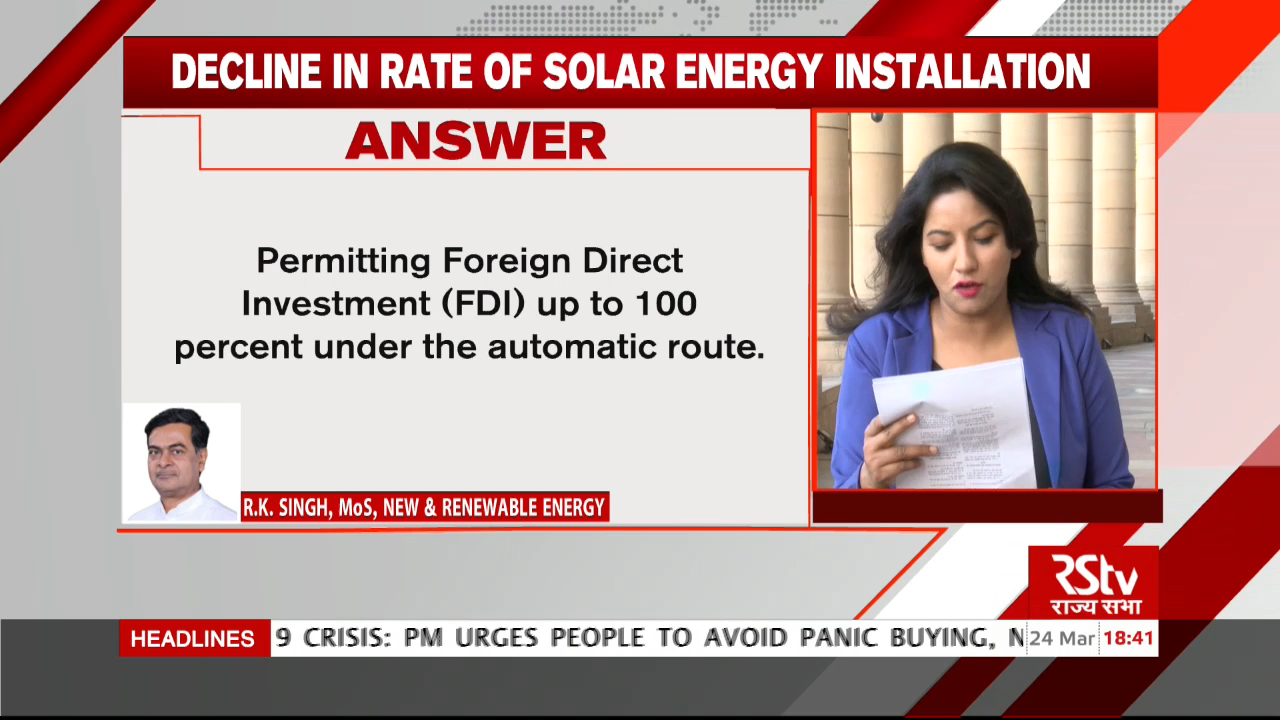 DECLINE IN RATE OF SOLAR ENERGY INSTALLATION
ANSWER
Permitting Foreign Direct
Investment (FDI) up to 100
percent under the automatic route.
R.K. SINGH, MoS, NEW & RENEWABLE ENERGY
RStv
राज्य सभा
HEADLINES
9 CRISIS: PM URGES PEOPLE TO AVOID PANIC BUYING, N
24 Mar
18:41